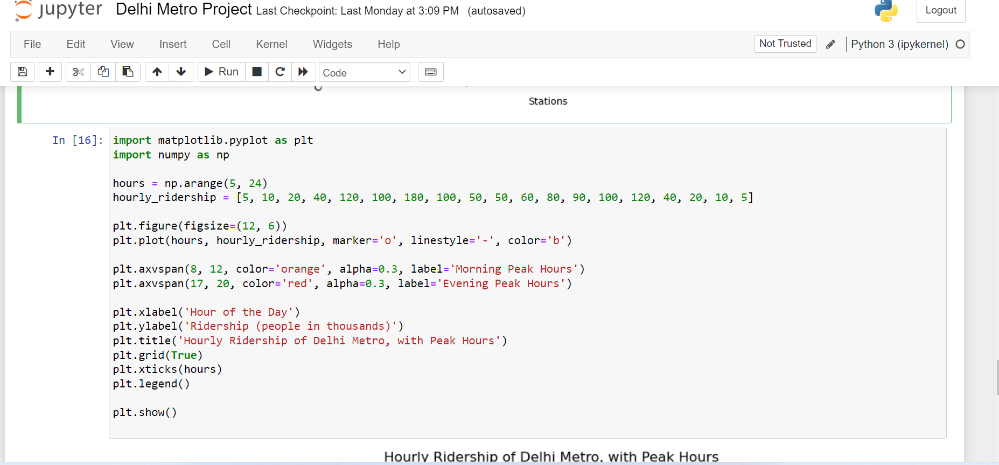 jupyter Delhi Metro Project Last Checkpoint: Last Monday at 3:09 PM (autosaved) Logout
File Edit View Insert Cell Kernel Widgets Help Not Trusted Python 3 (ipykernel)
Run Code
Stations
In [16]: import matplotlib.pyplot as plt
import numpy as np
hours = np.arange(5, 24)
hourly_ridership = [5, 10, 20, 40, 120, 100, 180, 100, 50, 50, 60, 80, 90, 100, 120, 40, 20, 10, 5]
plt.figure(figsize=(12, 6))
plt.plot(hours, hourly_ridership, marker='o', linestyle='-', color='b')
plt.axvspan(8, 12, color='orange', alpha=0.3, label='Morning Peak Hours')
plt.axvspan(17, 20, color='red', alpha=0.3, label='Evening Peak Hours')
plt.xlabel('Hour of the Day')
plt.ylabel('Ridership (people in thousands)')
plt.title('Hourly Ridership of Delhi Metro, with Peak Hours')
plt.grid(True)
plt.xticks(hours)
plt.legend()
plt.show()
Hourly Ridership of Delhi Metro, with Peak Hours